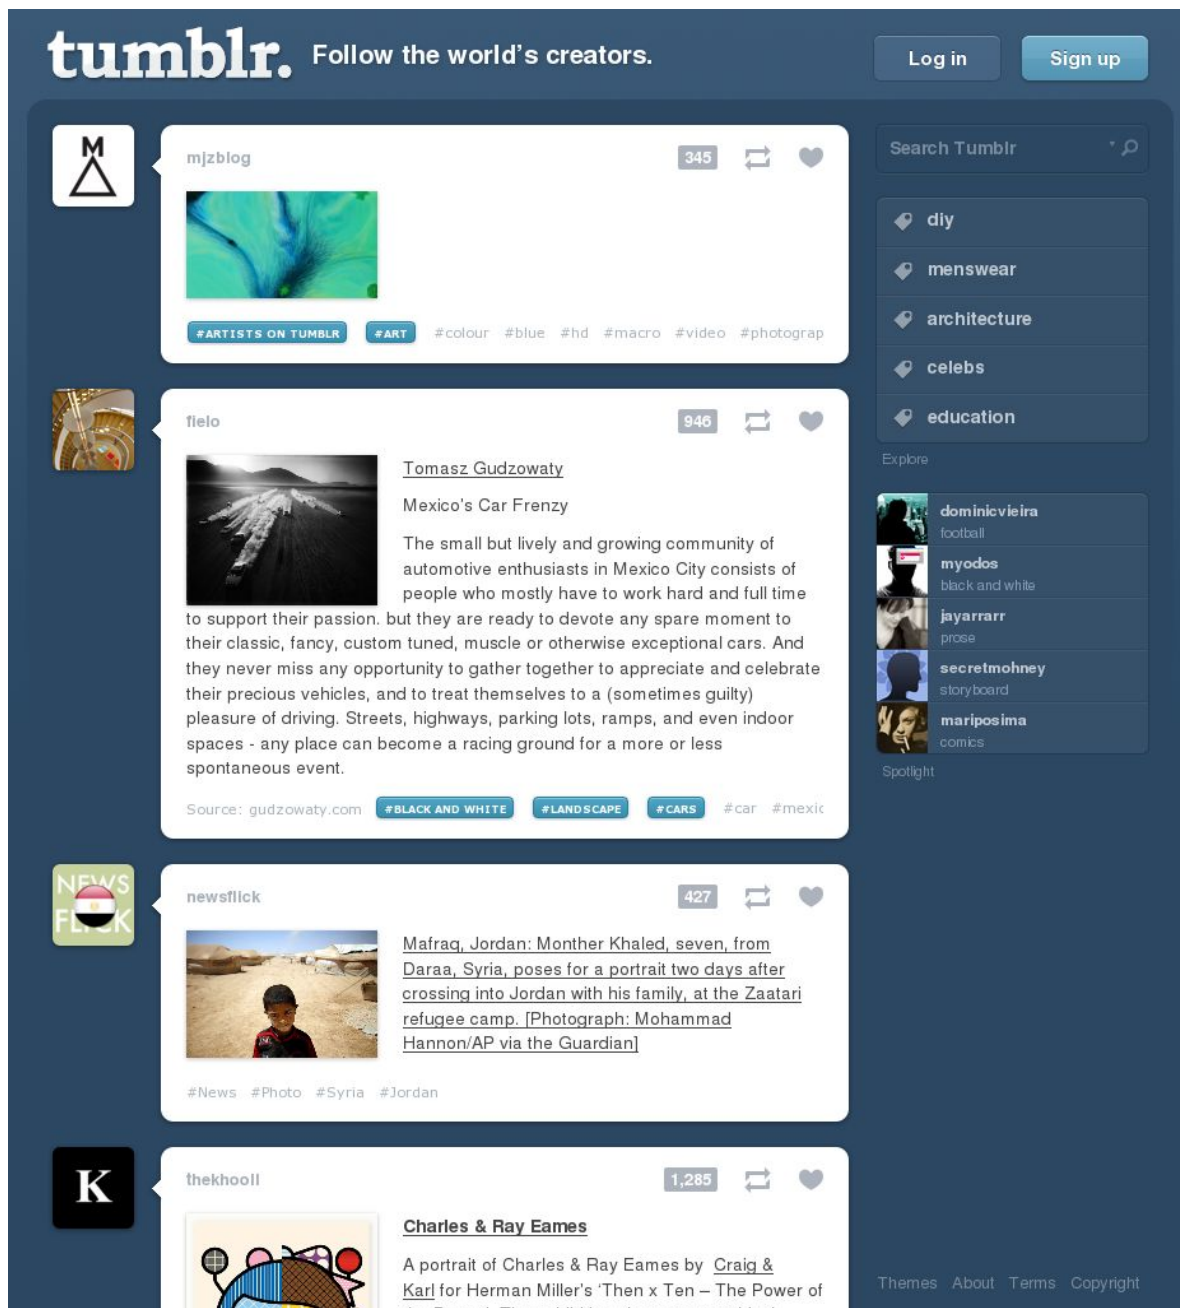 tumblr. Follow the world's creators.
Log in
Sign up
M
mjzblog
345
#ARTISTS ON TUMBLR #ART #colour #blue #hd #macro #video #photograp
fielo
946
Tomasz Gudzowaty
Mexico's Car Frenzy
The small but lively and growing community of
automotive enthusiasts in Mexico City consists of
people who mostly have to work hard and full time
to support their passion. but they are ready to devote any spare moment to
their classic, fancy, custom tuned, muscle or otherwise exceptional cars. And
they never miss any opportunity to gather together to appreciate and celebrate
their precious vehicles, and to treat themselves to a (sometimes guilty)
pleasure of driving. Streets, highways, parking lots, ramps, and even indoor
spaces - any place can become a racing ground for a more or less
spontaneous event.
Source: gudzowaty.com #BLACK AND WHITE #LANDSCAPE #CARS #car #mexic
NEWS
FLICK
newsflick
427
Mafraq, Jordan: Monther Khaled, seven, from
Daraa, Syria, poses for a portrait two days after
crossing into Jordan with his family, at the Zaatari
refugee camp. [Photograph: Mohammad
Hannon/AP via the Guardian]
#News #Photo #Syria #Jordan
K
thekhooll
1,285
Charles & Ray Eames
A portrait of Charles & Ray Eames by Craig &
Karl for Herman Miller's 'Then x Ten – The Power of
Search Tumblr
diy
menswear
architecture
celebs
education
Explore
dominicvieira
football
myodos
black and white
jayarrarr
prose
secretmohney
storyboard
mariposima
comics
Spotlight
Themes About Terms Copyright